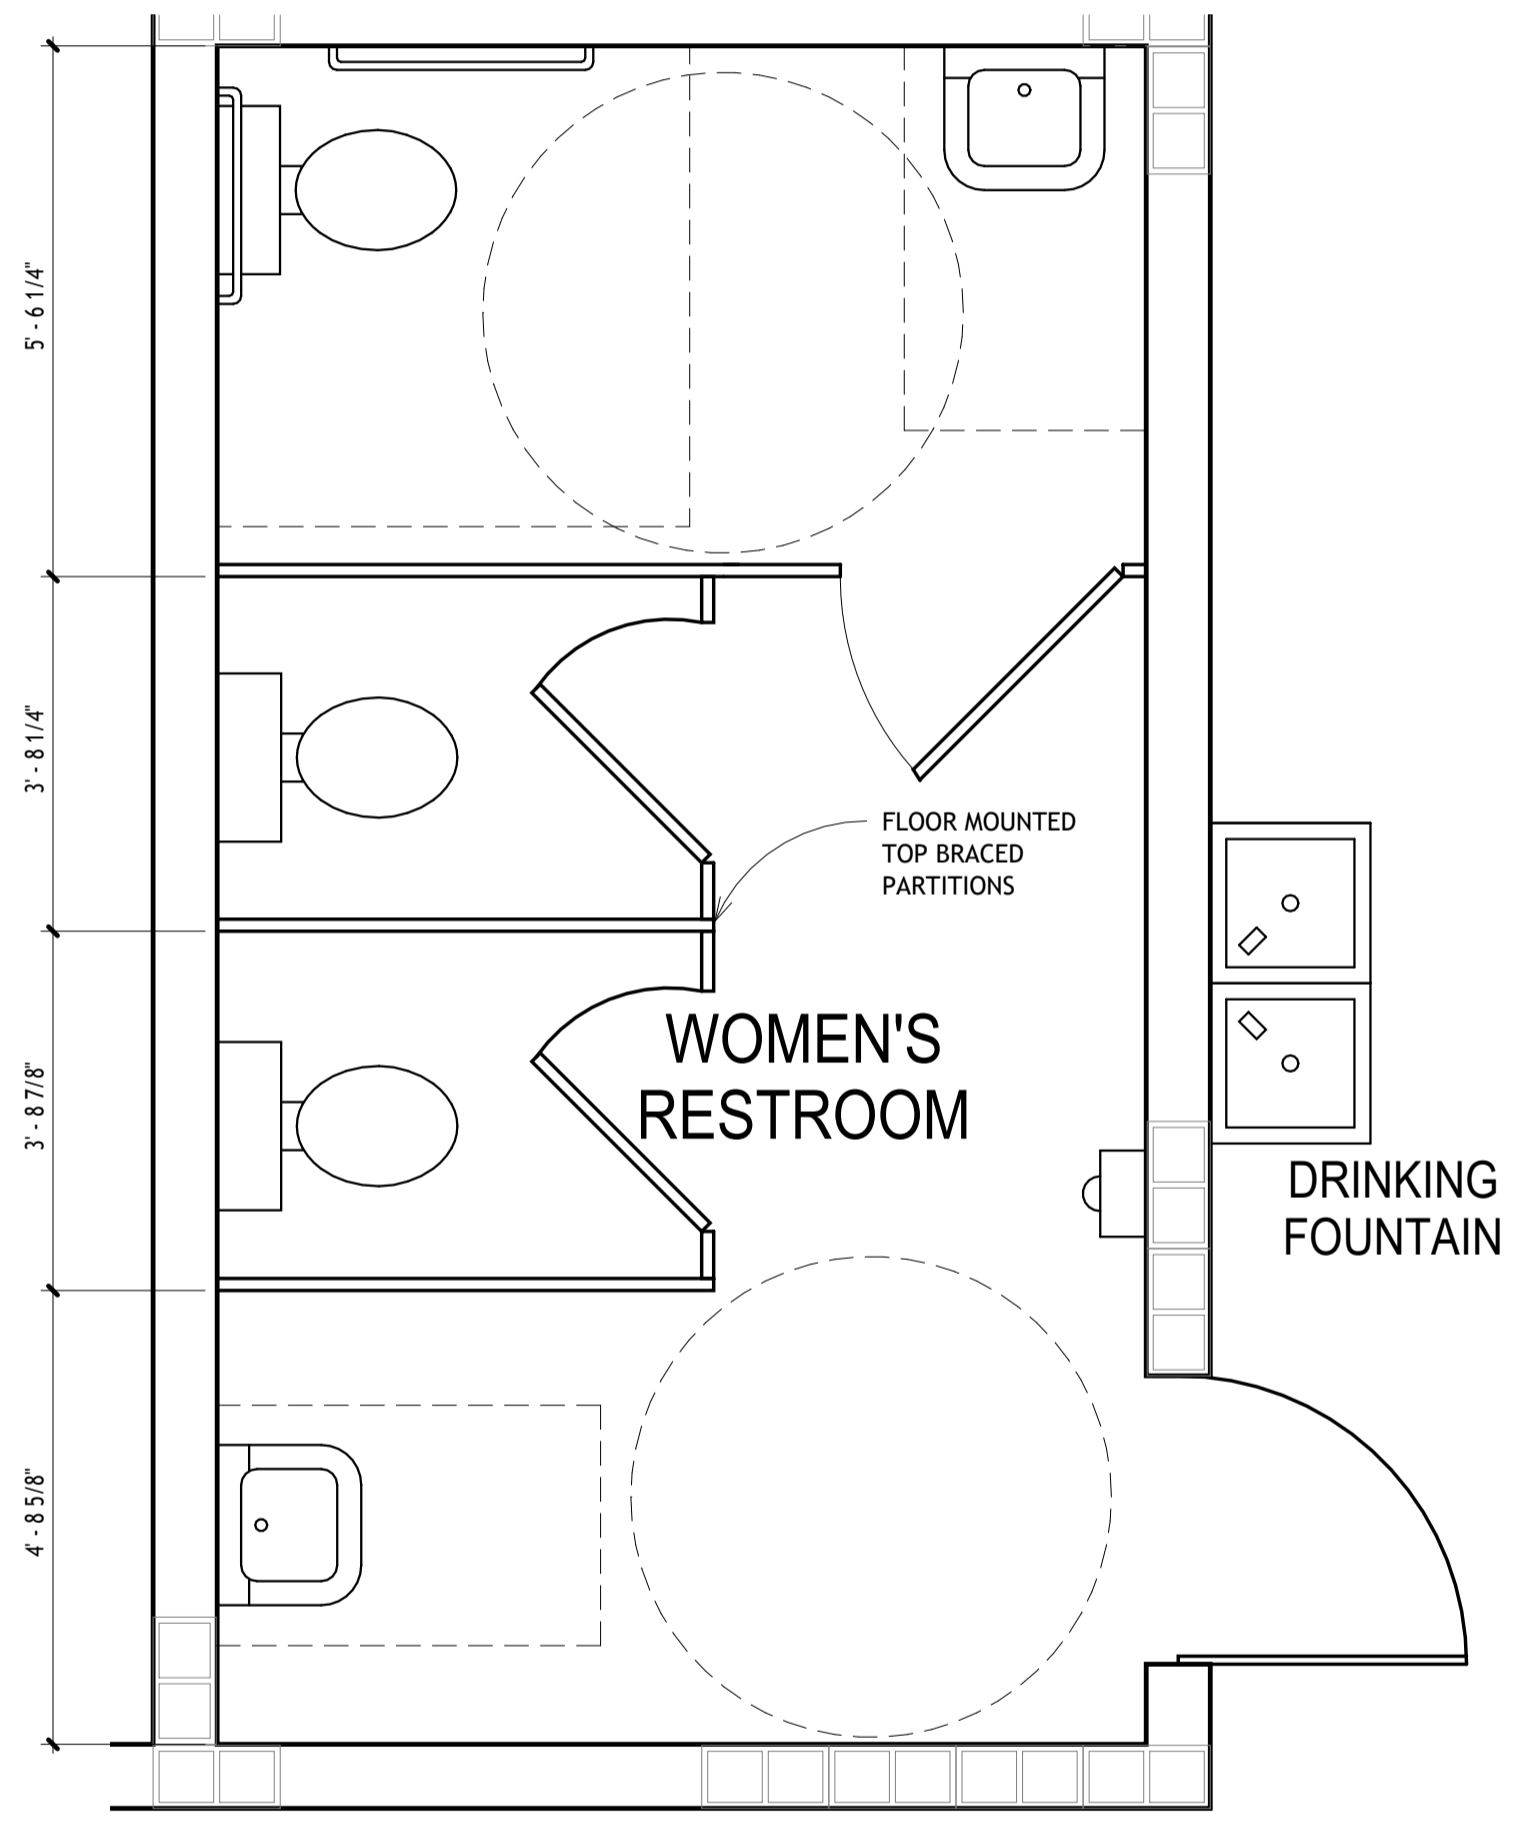 5' - 6 1/4"
3' - 8 1/4"
FLOOR MOUNTED
TOP BRACED
PARTITIONS
WOMEN'S
RESTROOM
3' - 8 7/8"
DRINKING
FOUNTAIN
4' - 8 5/8"